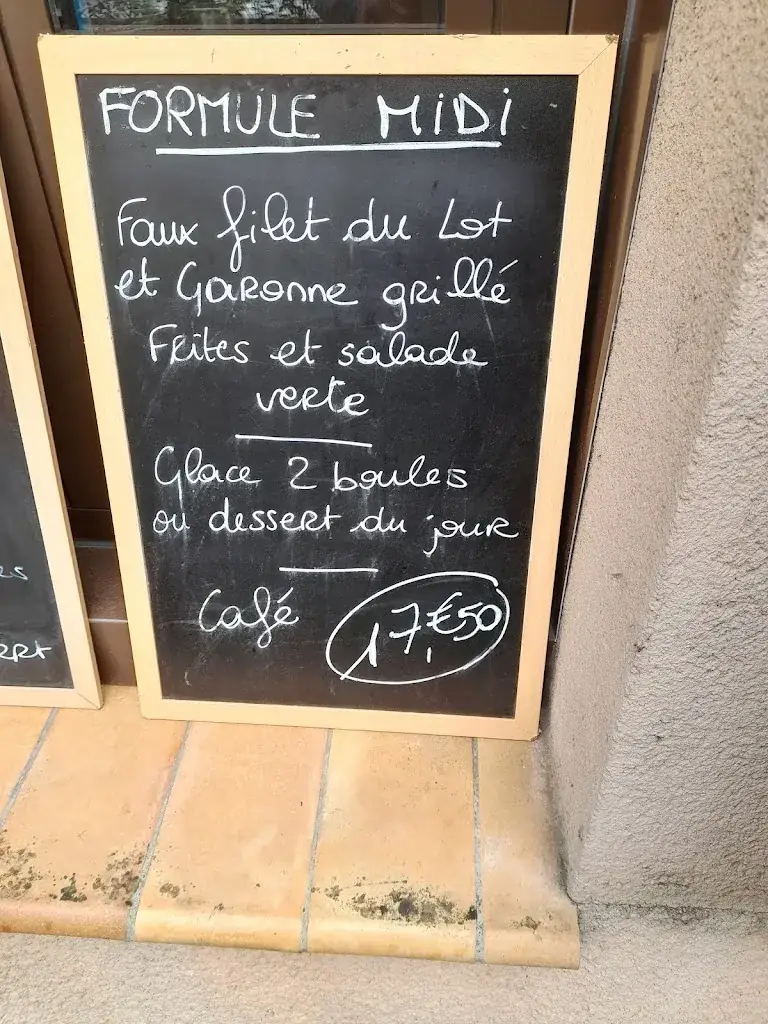 FORMULE MiDi
Faux filet du Lot
et Garonne grillé
Frites et salade
verte
Glace 2 boules
ou dessert du jour
Café 17,€50